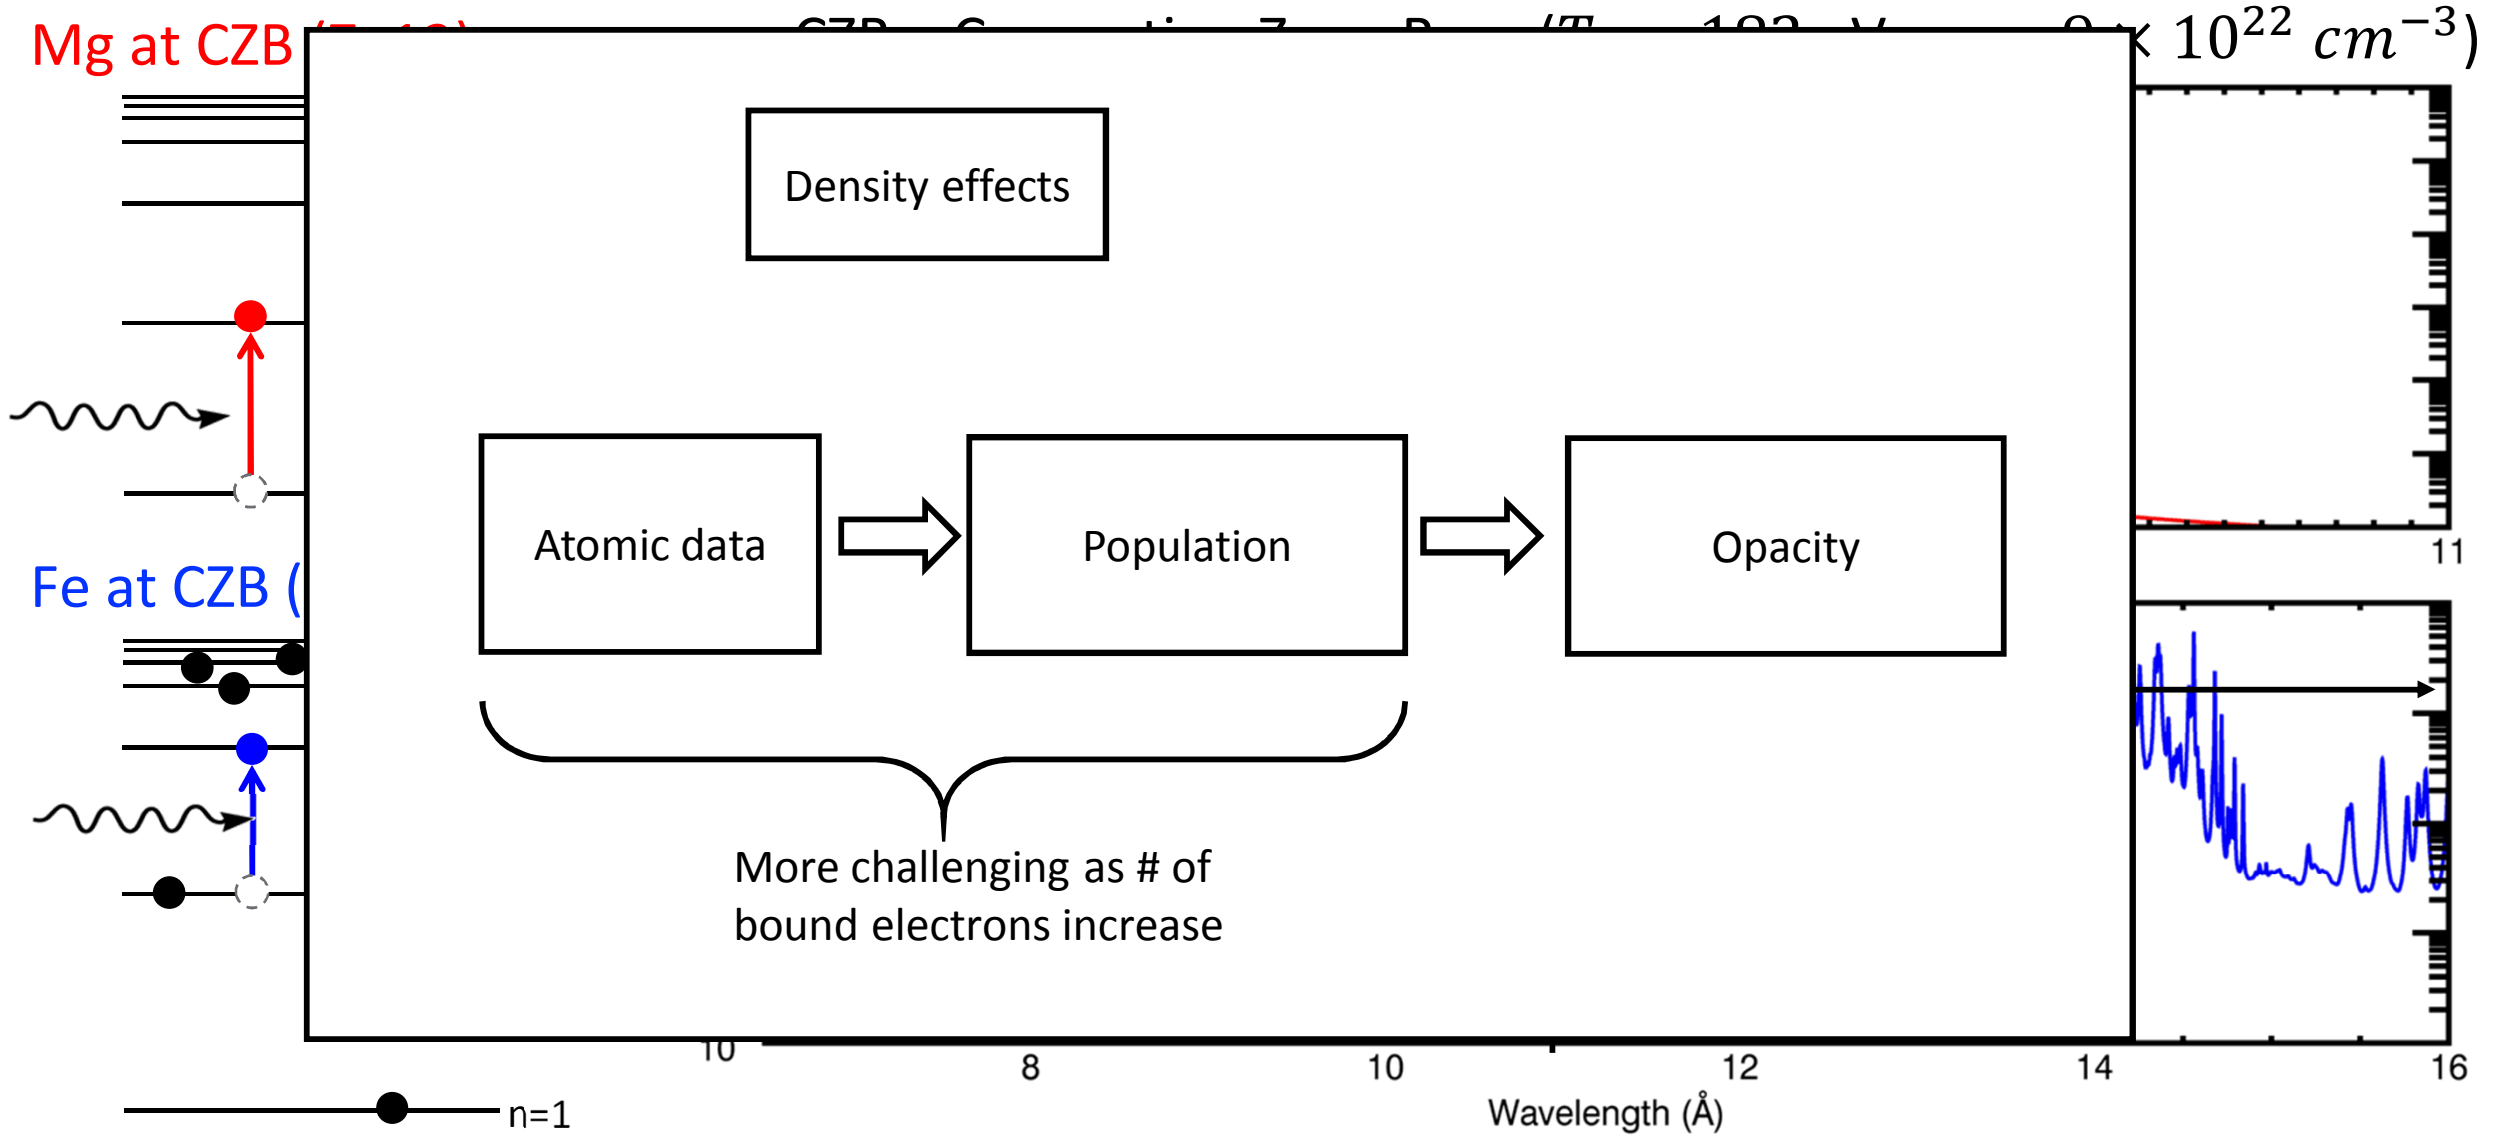 Mg at CZB
× 10²² cm⁻³)
Density effects
Atomic data
Population
Opacity
11
Fe at CZB (
More challenging as # of
bound electrons increase
10
8
10
12
14
16
Wavelength (Å)
n=1